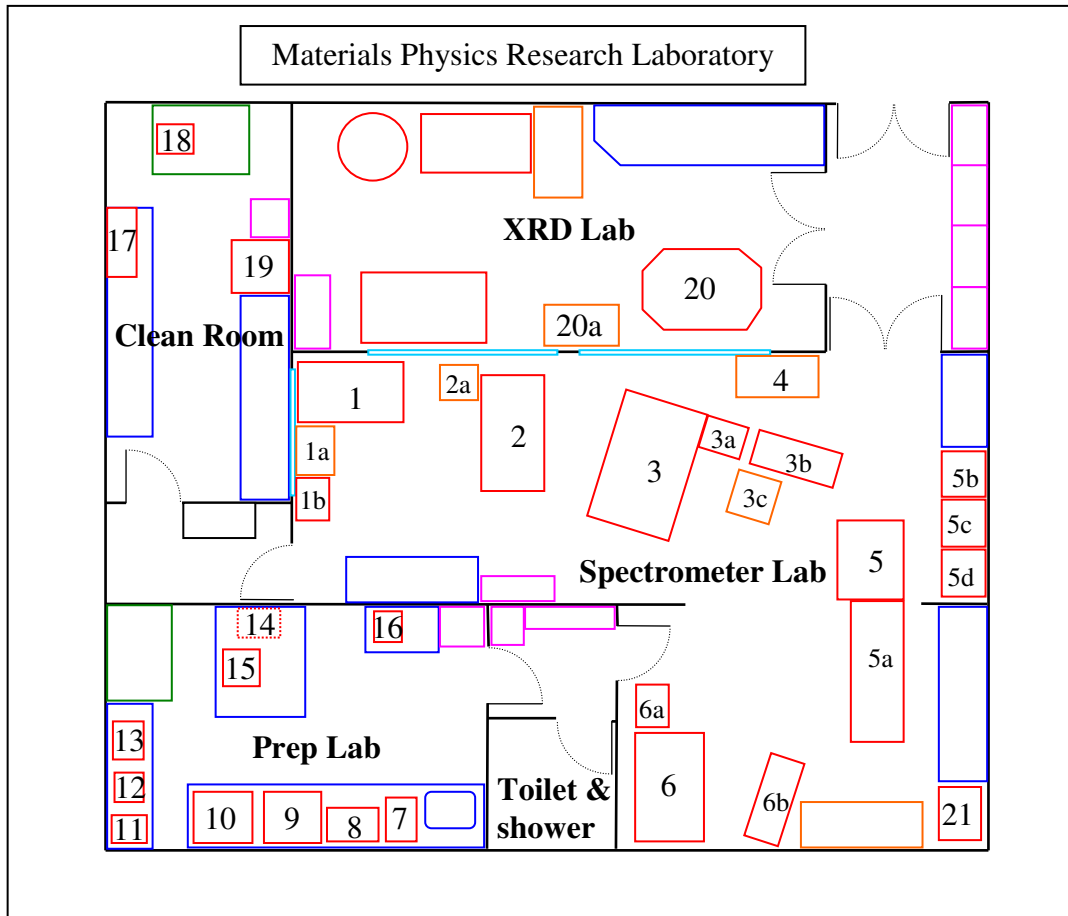 Materials Physics Research Laboratory
18
17
19
Clean Room
XRD Lab
20
20a
1
1a
1b
2a
2
3
3a
3b
3c
4
5b
5c
5d
5
5a
Spectrometer Lab
14
15
16
13
12
11
Prep Lab
10
9
8
7
Toilet &
shower
6a
6
6b
21